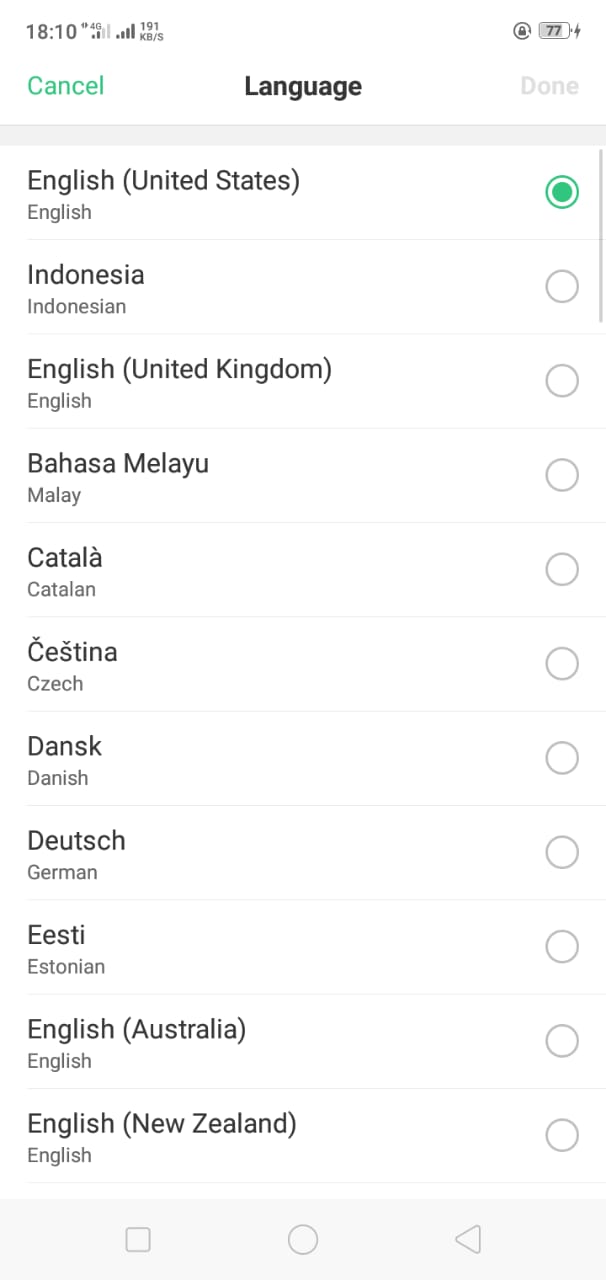 18:10 4G 191 KB/S 77
Cancel Language Done
English (United States)
English
Indonesia
Indonesian
English (United Kingdom)
English
Bahasa Melayu
Malay
Català
Catalan
Čeština
Czech
Dansk
Danish
Deutsch
German
Eesti
Estonian
English (Australia)
English
English (New Zealand)
English